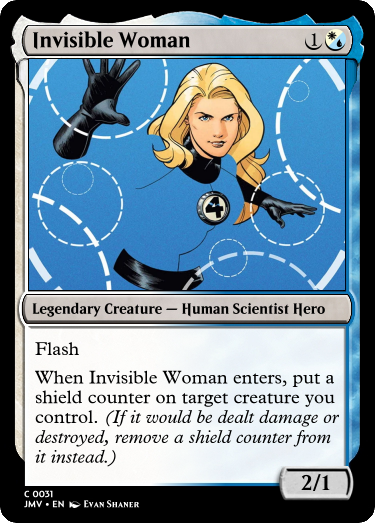 Invisible Woman 1
4
Legendary Creature — Human Scientist Hero
Flash
When Invisible Woman enters, put a
shield counter on target creature you
control. (If it would be dealt damage or
destroyed, remove a shield counter from
it instead.)
2/1
C 0031
JMV • EN Evan Shaner